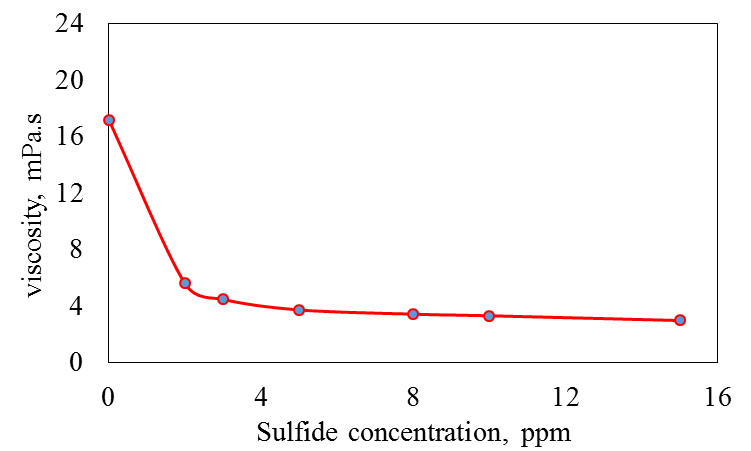 24
20
16
12
8
4
0
viscosity, mPa.s
0 4 8 12 16
Sulfide concentration, ppm